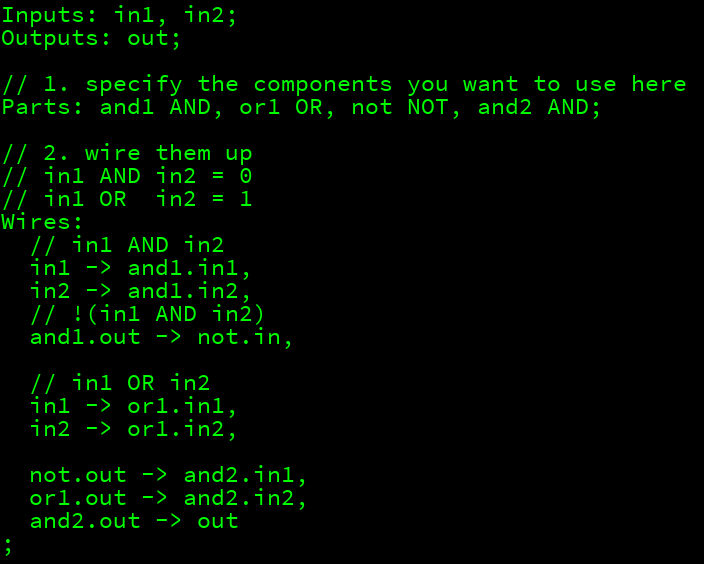 Inputs: in1, in2;
Outputs: out;
// 1. specify the components you want to use here
Parts: and1 AND, or1 OR, not NOT, and2 AND;
// 2. wire them up
// in1 AND in2 = 0
// in1 OR  in2 = 1
Wires:
  // in1 AND in2
  in1 -> and1.in1,
  in2 -> and1.in2,
  // !(in1 AND in2)
  and1.out -> not.in,
  // in1 OR in2
  in1 -> or1.in1,
  in2 -> or1.in2,
  not.out -> and2.in1,
  or1.out -> and2.in2,
  and2.out -> out
;